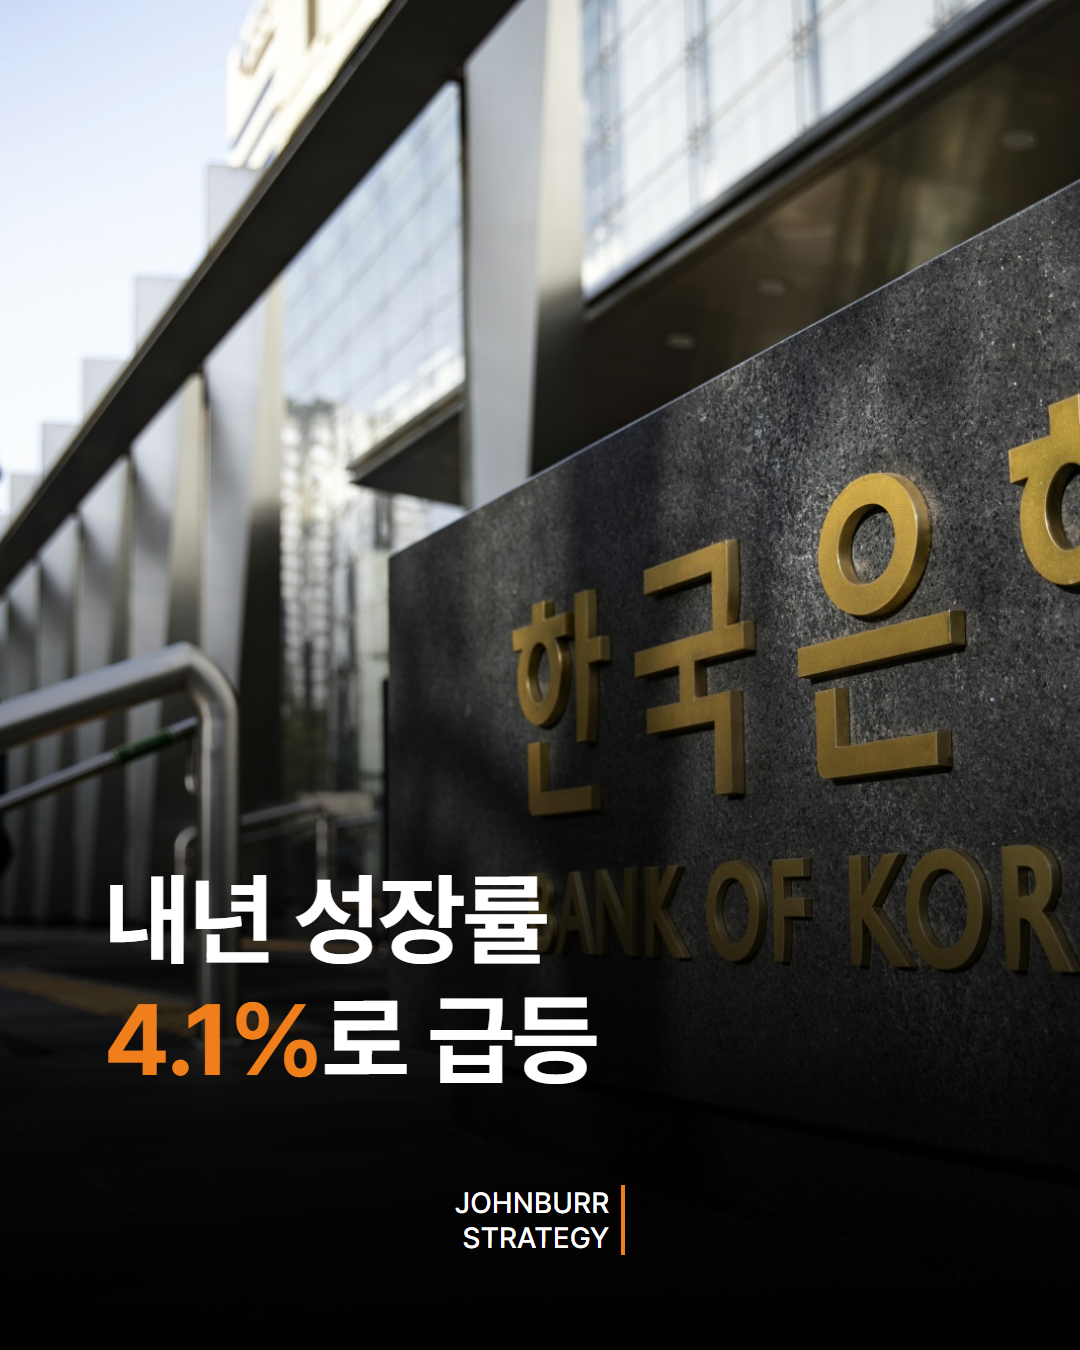 한국은
BANK OF KOR
내년 성장률
4.1%로 급등
JOHNBURR
STRATEGY